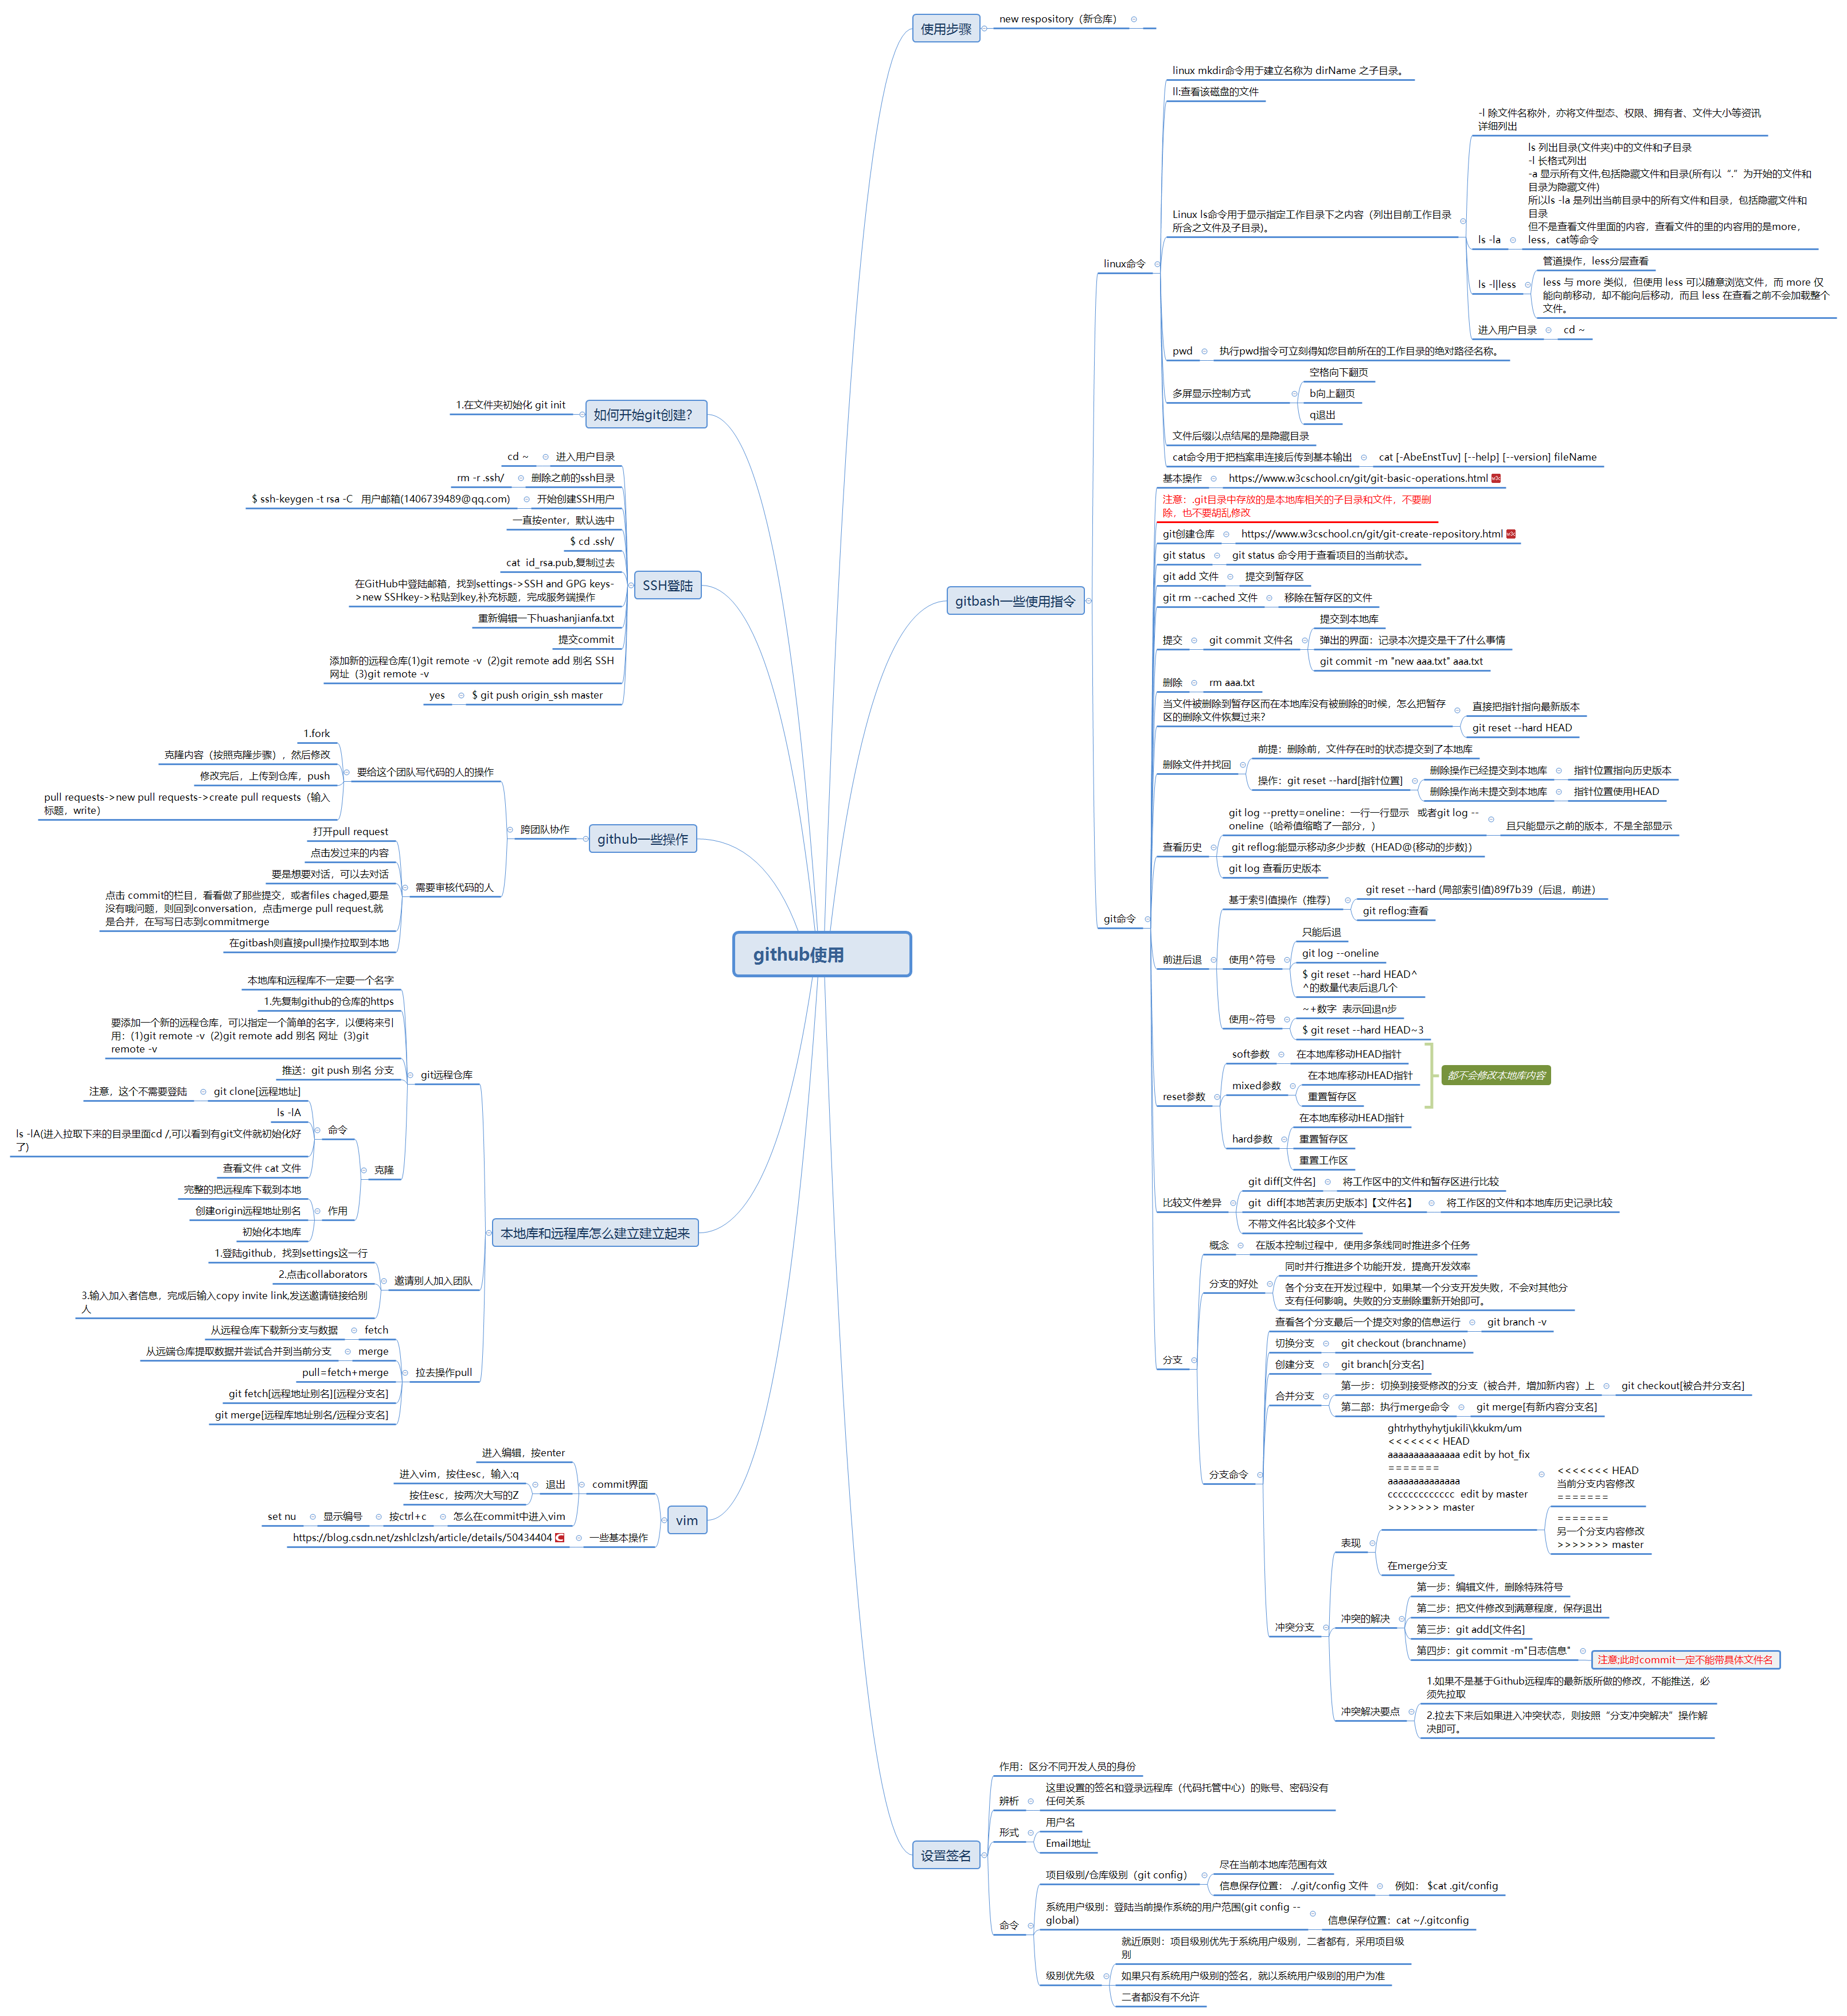 github使用
使用步骤
new respository（新仓库）
gitbash一些使用指令
linux命令
linux mkdir命令用于建立名称为 dirName 之子目录。
ll:查看该磁盘的文件
Linux ls命令用于显示指定工作目录下之内容（列出目前工作目录
所含之文件及子目录)。
-l 除文件名称外，亦将文件型态、权限、拥有者、文件大小等资讯
详细列出
ls -la
ls 列出目录(文件夹)中的文件和子目录
-l 长格式列出
-a 显示所有文件,包括隐藏文件和目录(所有以“.”为开始的文件和
目录为隐藏文件)
所以ls -la 是列出当前目录中的所有文件和目录，包括隐藏文件和
目录
但不是查看文件里面的内容，查看文件的里的内容用的是more，
less，cat等命令
ls -l|less
管道操作，less分层查看
less 与 more 类似，但使用 less 可以随意浏览文件，而 more 仅
能向前移动，却不能向后移动，而且 less 在查看之前不会加载整个
文件。
进入用户目录
cd ~
pwd
执行pwd指令可立刻得知您目前所在的工作目录的绝对路径名称。
多屏显示控制方式
空格向下翻页
b向上翻页
q退出
文件后缀以点结尾的是隐藏目录
cat命令用于把档案串连接后传到基本输出
cat [-AbeEnstTuv] [--help] [--version] fileName
git命令
基本操作
https://www.w3cschool.cn/git/git-basic-operations.html
注意：.git目录中存放的是本地库相关的子目录和文件，不要删
除，也不要胡乱修改
git创建仓库
https://www.w3cschool.cn/git/git-create-repository.html
git status
git status 命令用于查看项目的当前状态。
git add 文件
提交到暂存区
git rm --cached 文件
移除在暂存区的文件
提交
git commit 文件名
提交到本地库
弹出的界面：记录本次提交是干了什么事情
git commit -m "new aaa.txt" aaa.txt
删除
rm aaa.txt
当文件被删除到暂存区而在本地库没有被删除的时候，怎么把暂存
区的删除文件恢复过来？
直接把指针指向最新版本
git reset --hard HEAD
删除文件并找回
前提：删除前，文件存在时的状态提交到了本地库
操作：git reset --hard[指针位置]
删除操作已经提交到本地库
指针位置指向历史版本
删除操作尚未提交到本地库
指针位置使用HEAD
查看历史
git log --pretty=oneline：一行一行显示 或者git log --
oneline（哈希值缩略了一部分，)
且只能显示之前的版本，不是全部显示
git reflog:能显示移动多少步数（HEAD@{移动的步数}）
git log 查看历史版本
前进后退
基于索引值操作（推荐）
git reset --hard (局部索引值)89f7b39（后退，前进）
git reflog:查看
使用^符号
只能后退
git log --oneline
$ git reset --hard HEAD^
^的数量代表后退几个
使用~符号
~+数字 表示回退n步
$ git reset --hard HEAD~3
reset参数
soft参数
在本地库移动HEAD指针
mixed参数
在本地库移动HEAD指针
重置暂存区
都不会修改本地库内容
hard参数
在本地库移动HEAD指针
重置暂存区
重置工作区
比较文件差异
git diff[文件名]
将工作区中的文件和暂存区进行比较
git diff[本地苦衷历史版本]【文件名】
将工作区的文件和本地库历史记录比较
不带文件名比较多个文件
分支
概念
在版本控制过程中，使用多条线同时推进多个任务
分支的好处
同时并行推进多个功能开发，提高开发效率
各个分支在开发过程中，如果某一个分支开发失败，不会对其他分
支有任何影响。失败的分支删除重新开始即可。
分支命令
查看各个分支最后一个提交对象的信息运行
git branch -v
切换分支
git checkout (branchname)
创建分支
git branch[分支名]
合并分支
第一步：切换到接受修改的分支（被合并，增加新内容）上
git checkout[被合并分支名]
第二部：执行merge命令
git merge[有新内容分支名]
冲突分支
表现
ghtrhythyhytjukili\kkukm/um
<<<<<<< HEAD
aaaaaaaaaaaaaa edit by hot_fix
=======
aaaaaaaaaaaaaa
ccccccccccccc edit by master
>>>>>>> master
<<<<<<< HEAD
当前分支内容修改
=======
=======
另一个分支内容修改
>>>>>>> master
在merge分支
冲突的解决
第一步：编辑文件，删除特殊符号
第二步：把文件修改到满意程度，保存退出
第三步：git add[文件名]
第四步：git commit -m"日志信息"
注意;此时commit一定不能带具体文件名
冲突解决要点
1.如果不是基于Github远程库的最新版所做的修改，不能推送，必
须先拉取
2.拉去下来后如果进入冲突状态，则按照“分支冲突解决”操作解
决即可。
设置签名
作用：区分不同开发人员的身份
辨析
这里设置的签名和登录远程库（代码托管中心）的账号、密码没有
任何关系
形式
用户名
Email地址
命令
项目级别/仓库级别（git config）
尽在当前本地库范围有效
信息保存位置： ./.git/config 文件
例如： $cat .git/config
系统用户级别：登陆当前操作系统的用户范围(git config --
global)
信息保存位置：cat ~/.gitconfig
级别优先级
就近原则：项目级别优先于系统用户级别，二者都有，采用项目级
别
如果只有系统用户级别的签名，就以系统用户级别的用户为准
二者都没有不允许
如何开始git创建？
1.在文件夹初始化 git init
SSH登陆
进入用户目录
cd ~
删除之前的ssh目录
rm -r .ssh/
开始创建SSH用户
$ ssh-keygen -t rsa -C 用户邮箱(1406739489@qq.com)
一直按enter，默认选中
$ cd .ssh/
cat id_rsa.pub,复制过去
在GitHub中登陆邮箱，找到settings->SSH and GPG keys-
>new SSHkey->粘贴到key,补充标题，完成服务端操作
重新编辑一下huashanjianfa.txt
提交commit
添加新的远程仓库(1)git remote -v (2)git remote add 别名 SSH
网址 (3)git remote -v
$ git push origin_ssh master
yes
github一些操作
跨团队协作
要给这个团队写代码的人的操作
1.fork
克隆内容（按照克隆步骤），然后修改
修改完后，上传到仓库，push
pull requests->new pull requests->create pull requests（输入
标题，write）
需要审核代码的人
打开pull request
点击发过来的内容
要是想要对话，可以去对话
点击 commit的栏目，看看做了那些提交，或者files chaged,要是
没有哦问题，则回到conversation，点击merge pull request,就
是合并，在写写日志到commitmerge
在gitbash则直接pull操作拉取到本地
本地库和远程库怎么建立建立起来
git远程仓库
本地库和远程库不一定要一个名字
1.先复制github的仓库的https
要添加一个新的远程仓库，可以指定一个简单的名字，以便将来引
用：(1)git remote -v (2)git remote add 别名 网址 (3)git
remote -v
推送：git push 别名 分支
克隆
命令
git clone[远程地址]
注意，这个不需要登陆
ls -lA
ls -lA(进入拉取下来的目录里面cd /,可以看到有git文件就初始化好
了)
查看文件 cat 文件
作用
完整的把远程库下载到本地
创建origin远程地址别名
初始化本地库
邀请别人加入团队
1.登陆github，找到settings这一行
2.点击collaborators
3.输入加入者信息，完成后输入copy invite link,发送邀请链接给别
人
拉去操作pull
fetch
从远程仓库下载新分支与数据
merge
从远端仓库提取数据并尝试合并到当前分支
pull=fetch+merge
git fetch[远程地址别名][远程分支名]
git merge[远程库地址别名/远程分支名]
vim
commit界面
进入编辑，按enter
退出
进入vim，按住esc，输入:q
按住esc，按两次大写的Z
怎么在commit中进入vim
按ctrl+c
显示编号
set nu
一些基本操作
https://blog.csdn.net/zshlclzsh/article/details/50434404